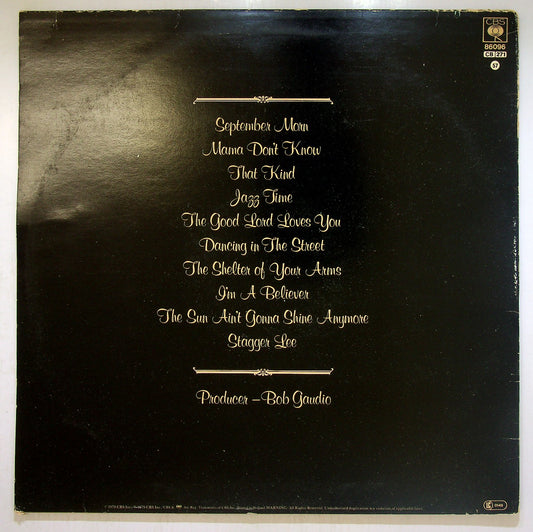 CBS
86096
CB 271
57
September Morn
Mama Don't Know
That Kind
Jazz Time
The Good Lord Loves You
Dancing in The Street
The Shelter of Your Arms
I'm A Believer
The Sun Ain't Gonna Shine Anymore
Stagger Lee
Producer – Bob Gaudio